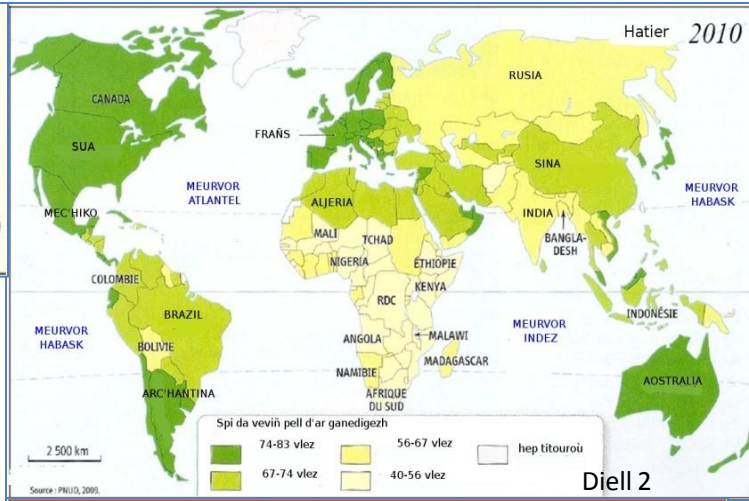 Hatier 2010
RUSIA
CANADA
FRAÑS
SUA
SINA
MEURVOR
ATLANTEL
MEURVOR
HABASK
ALJERIA
MEC'HIKO
INDIA
MALI
TCHAD
BANGLA-
DESH
NIGERIA
ÉTHIOPIE
COLOMBIE
KENYA
RDC
BRAZIL
INDONÉSIE
MEURVOR
HABASK
MEURVOR
INDEZ
BOLIVIE
ANGOLA
MALAWI
MADAGASCAR
NAMIBIE
AOSTRALIA
ARC'HANTINA
AFRIQUE
DU SUD
Spi da veviñ pell d'ar ganedigezh
74-83 vlez
56-67 vlez
hep titouroù
67-74 vlez
40-56 vlez
2 500 km
Diell 2
Source : PNUD, 2009.